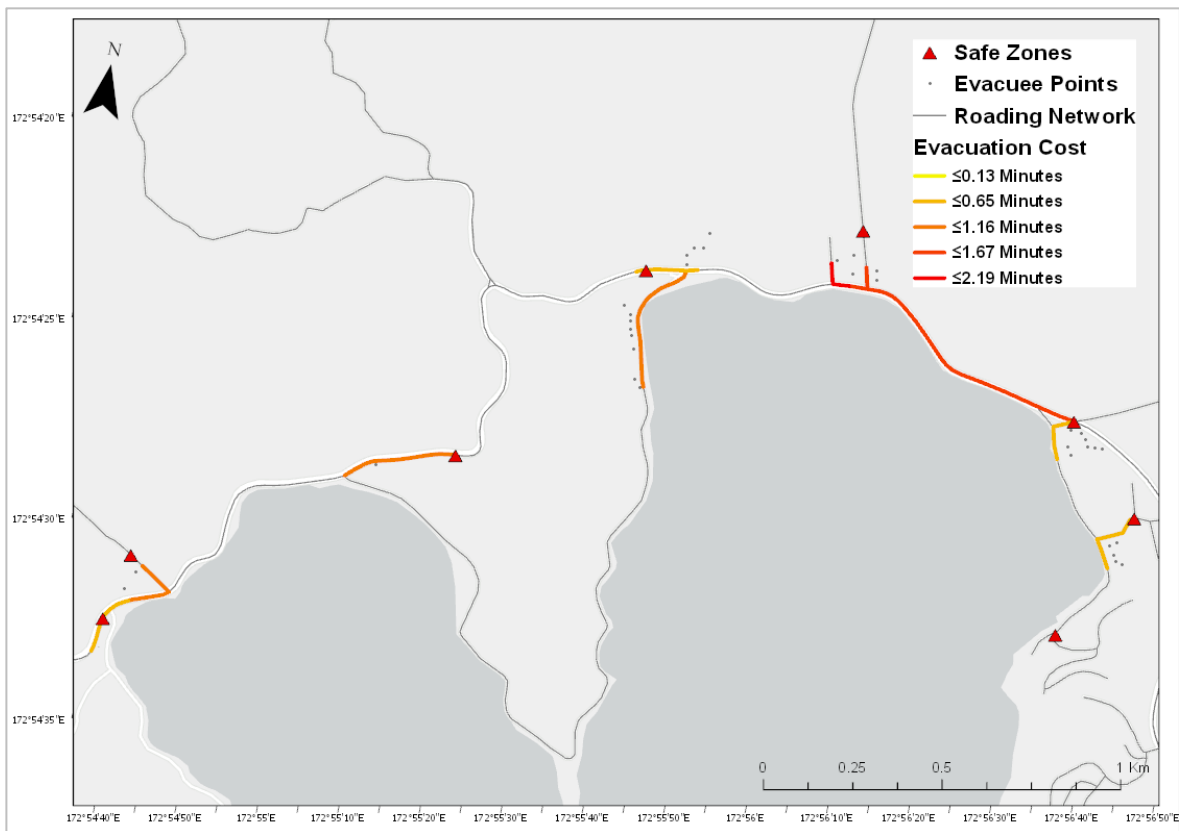 N
Safe Zones
Evacuee Points
Roading Network
Evacuation Cost
≤0.13 Minutes
≤0.65 Minutes
≤1.16 Minutes
≤1.67 Minutes
≤2.19 Minutes
172°54'20"E
172°54'25"E
172°54'30"E
172°54'35"E
0 0.25 0.5 1 Km
172°54'40"E 172°54'50"E 172°55'E 172°55'10"E 172°55'20"E 172°55'30"E 172°55'40"E 172°55'50"E 172°56'E 172°56'10"E 172°56'20"E 172°56'30"E 172°56'40"E 172°56'50"E